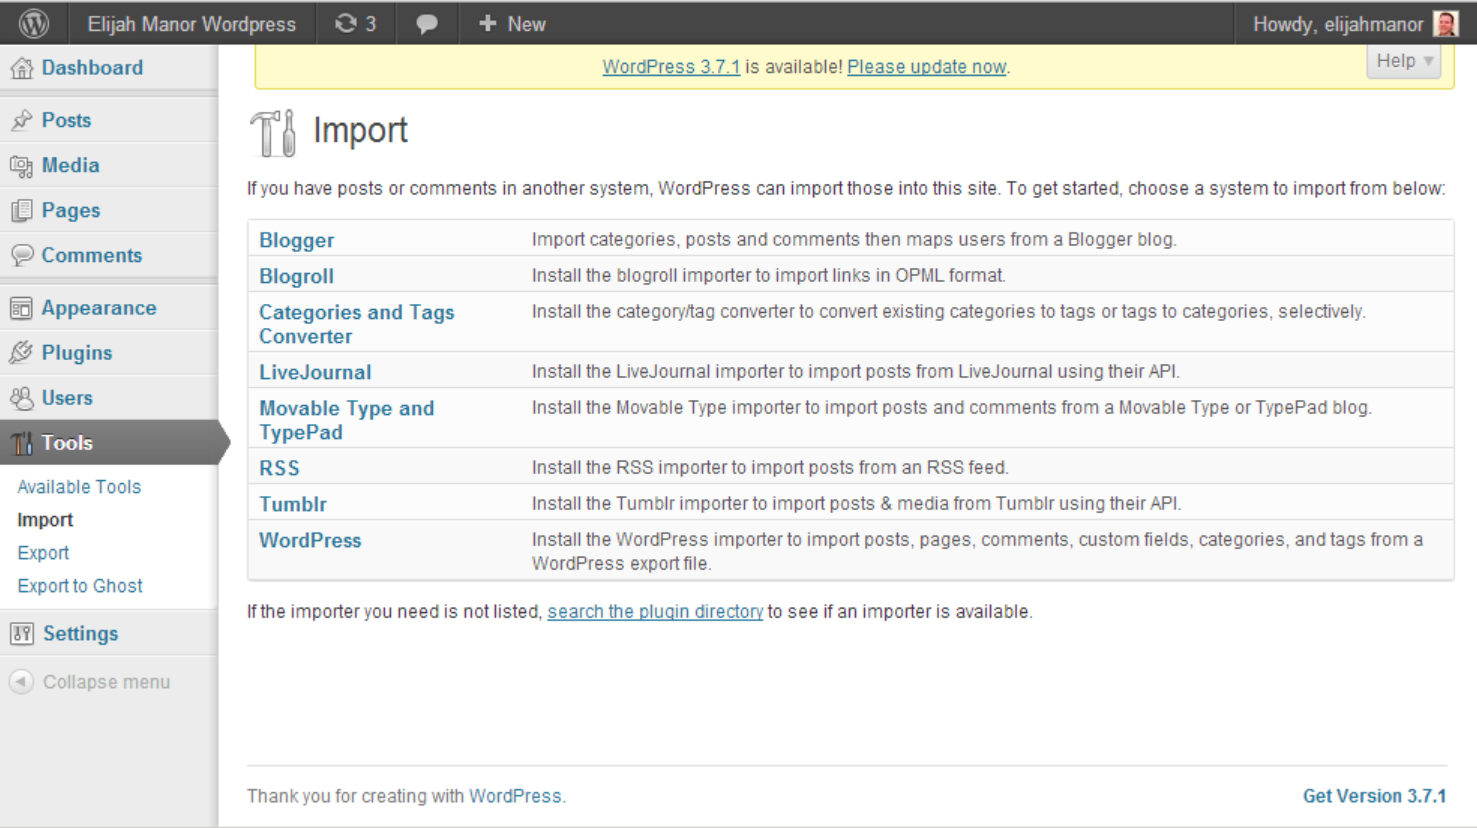 Elijah Manor Wordpress 3 + New Howdy, elijahmanor
WordPress 3.7.1 is available! Please update now.
Help
Dashboard
Posts
Media
Pages
Comments
Appearance
Plugins
Users
Tools
Available Tools
Import
Export
Export to Ghost
Settings
Collapse menu
Import
If you have posts or comments in another system, WordPress can import those into this site. To get started, choose a system to import from below:
Blogger Import categories, posts and comments then maps users from a Blogger blog.
Blogroll Install the blogroll importer to import links in OPML format.
Categories and Tags Install the category/tag converter to convert existing categories to tags or tags to categories, selectively.
Converter
LiveJournal Install the LiveJournal importer to import posts from LiveJournal using their API.
Movable Type and Install the Movable Type importer to import posts and comments from a Movable Type or TypePad blog.
TypePad
RSS Install the RSS importer to import posts from an RSS feed.
Tumblr Install the Tumblr importer to import posts & media from Tumblr using their API.
WordPress Install the WordPress importer to import posts, pages, comments, custom fields, categories, and tags from a
WordPress export file.
If the importer you need is not listed, search the plugin directory to see if an importer is available.
Thank you for creating with WordPress. Get Version 3.7.1